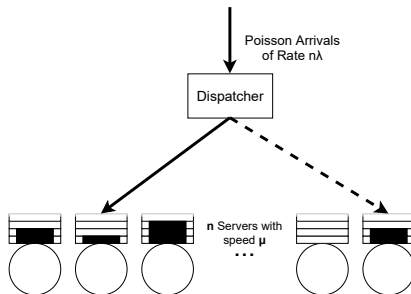 Poisson Arrivals
of Rate nλ
Dispatcher
n Servers with
speed μ
...